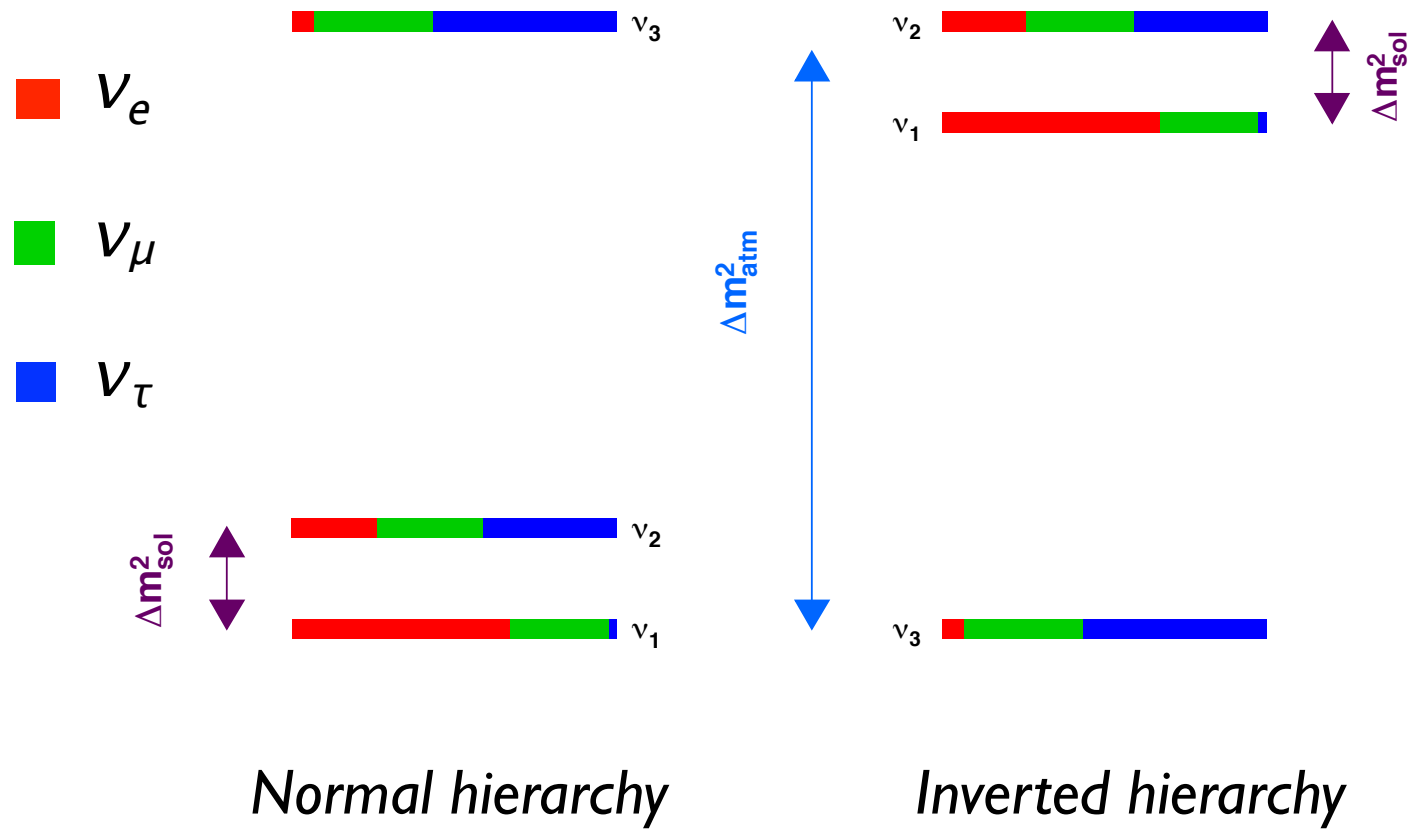 νe
νμ
ντ
ν3
ν2
ν1
Δm²sol
Δm²atm
ν2
ν1
ν3
Δm²sol
Normal hierarchy
Inverted hierarchy